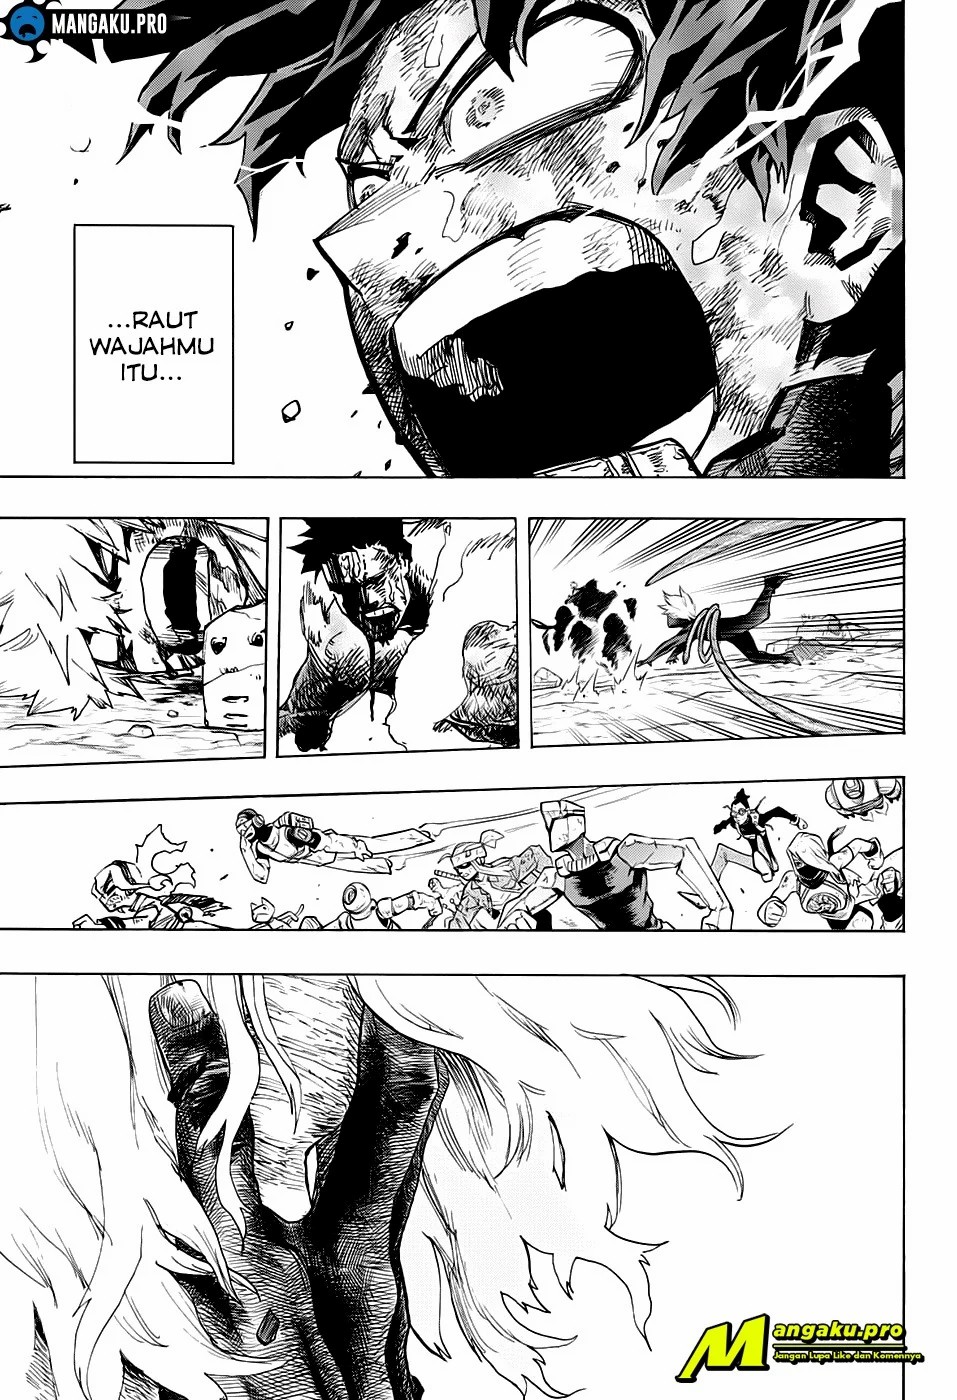 MANGAKU.PRO
...RAUT
WAJAHMU
ITU...
Mangaku.pro
Jangan Lupa Like dan Komennya